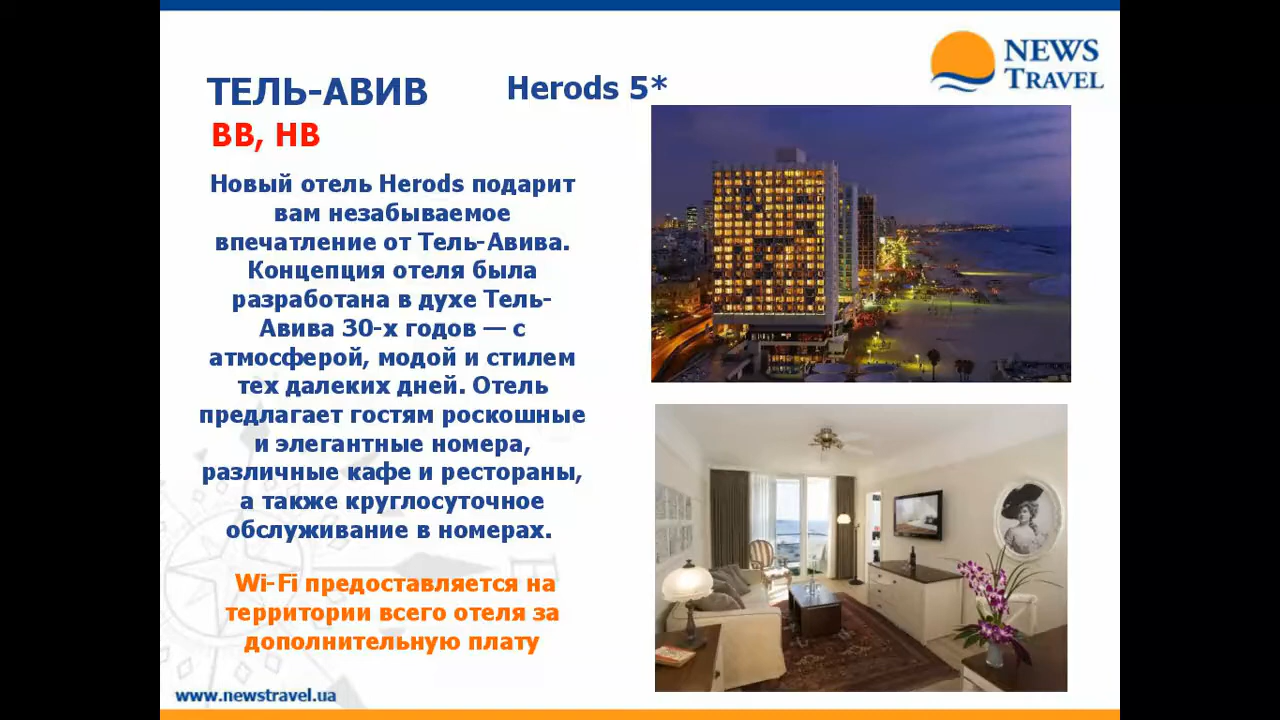 NEWS
TRAVEL
ТЕЛЬ-АВИВ
Herods 5*
BB, HB
Новый отель Herods подарит
вам незабываемое
впечатление от Тель-Авива.
Концепция отеля была
разработана в духе Тель-
Авива 30-х годов — с
атмосферой, модой и стилем
тех далеких дней. Отель
предлагает гостям роскошные
и элегантные номера,
различные кафе и рестораны,
а также круглосуточное
обслуживание в номерах.
Wi-Fi предоставляется на
территории всего отеля за
дополнительную плату
www.newstravel.ua